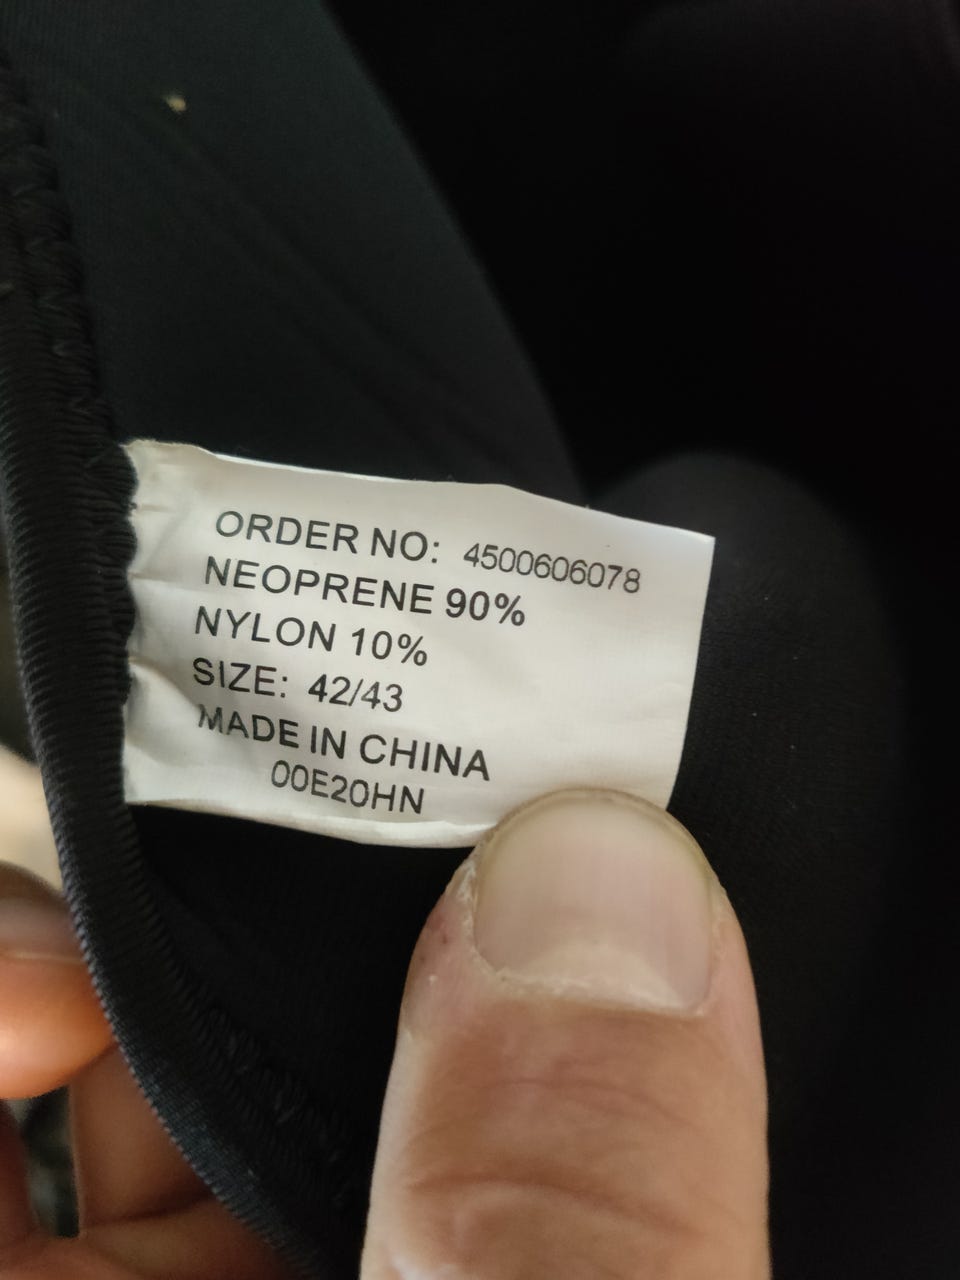 ORDER NO: 4500606078
NEOPRENE 90%
NYLON 10%
SIZE: 42/43
MADE IN CHINA
00E20HN